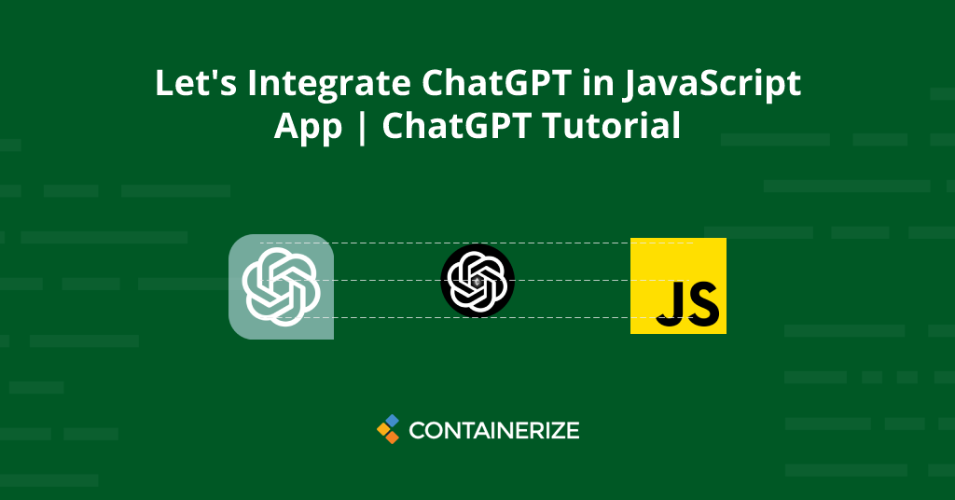 Let's Integrate ChatGPT in JavaScript
App | ChatGPT Tutorial
JS
CONTAINERIZE